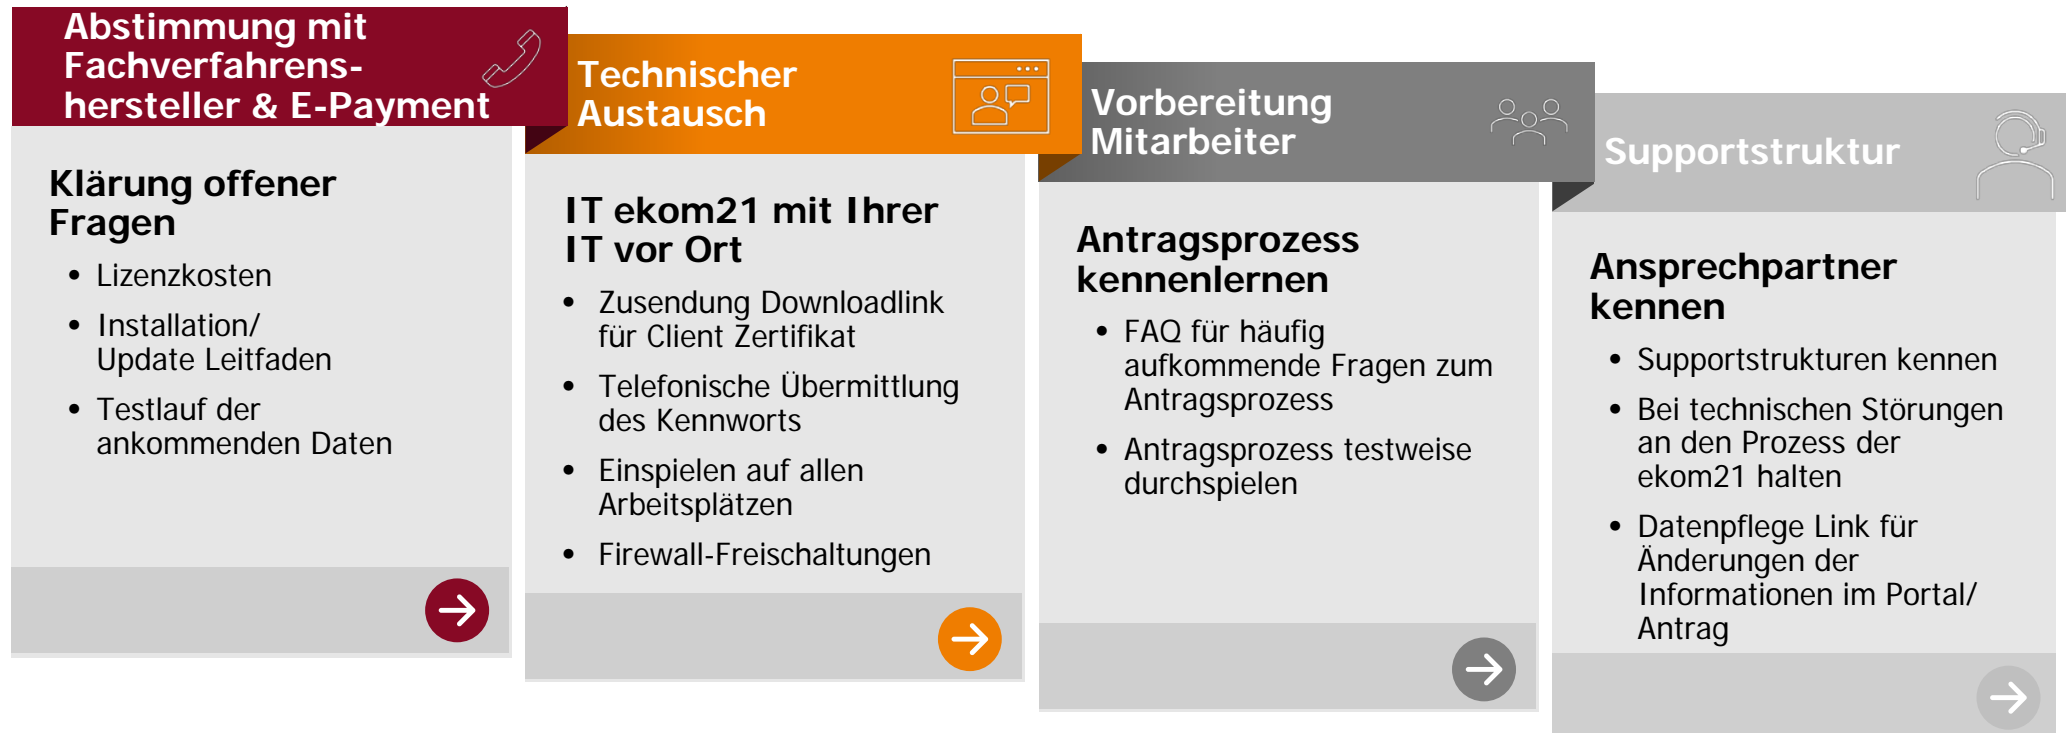 Abstimmung mit
Fachverfahrens-
hersteller & E-Payment
Klärung offener
Fragen
• Lizenzkosten
• Installation/
Update Leitfaden
• Testlauf der
ankommenden Daten
Technischer
Austausch
IT ekom21 mit Ihrer
IT vor Ort
• Zusendung Downloadlink
für Client Zertifikat
• Telefonische Übermittlung
des Kennworts
• Einspielen auf allen
Arbeitsplätzen
• Firewall-Freischaltungen
Vorbereitung
Mitarbeiter
Antragsprozess
kennenlernen
• FAQ für häufig
aufkommende Fragen zum
Antragsprozess
• Antragsprozess testweise
durchspielen
Supportstruktur
Ansprechpartner
kennen
• Supportstrukturen kennen
• Bei technischen Störungen
an den Prozess der
ekom21 halten
• Datenpflege Link für
Änderungen der
Informationen im Portal/
Antrag